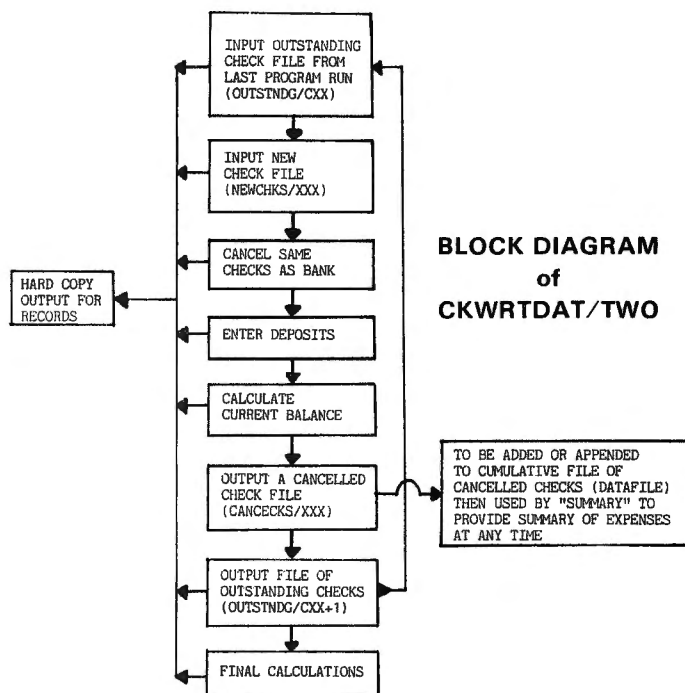 INPUT OUTSTANDING
CHECK FILE FROM
LAST PROGRAM RUN
(OUTSTNDG/CXX)
INPUT NEW
CHECK FILE
(NEWCHKS/XXX)
CANCEL SAME
CHECKS AS BANK
BLOCK DIAGRAM
of
CKWRTDAT/TWO
HARD COPY
OUTPUT FOR
RECORDS
ENTER DEPOSITS
CALCULATE
CURRENT BALANCE
OUTPUT A CANCELLED
CHECK FILE
(CANCECKS/XXX)
TO BE ADDED OR APPENDED
TO CUMULATIVE FILE OF
CANCELLED CHECKS (DATAFILE)
THEN USED BY "SUMMARY" TO
PROVIDE SUMMARY OF EXPENSES
AT ANY TIME
OUTPUT FILE OF
OUTSTANDING CHECKS
(OUTSTNDG/CXX+1)
FINAL CALCULATIONS